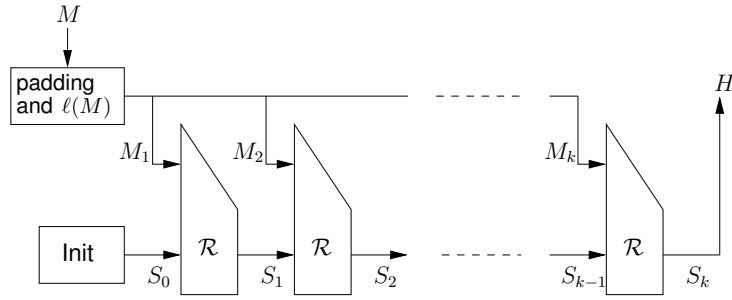 M
padding
and ℓ(M)
H
M₁
M₂
Mₖ
Init
ℛ
ℛ
ℛ
S₀
S₁
S₂
Sₖ₋₁
Sₖ